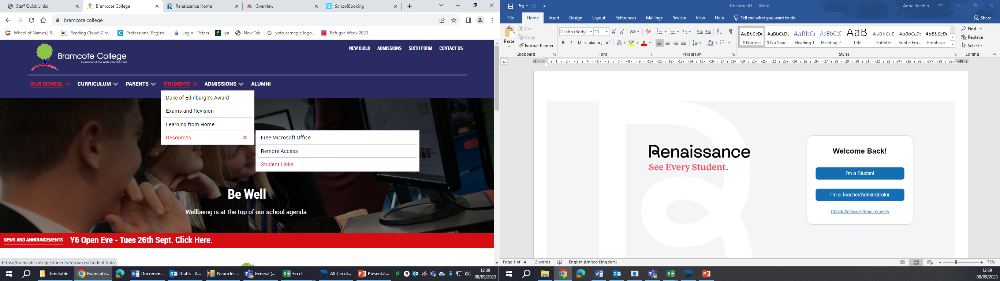 Staff Quick Links
Bramcote College
Renaissance Home
Overview
SchoolBooking
bramcote.college
Wheel of Names | R...
Reading Cloud: Circ...
Professional Registr...
Login - Peters
iya
New Tab
yoto carnegie logo...
Refugee Week 2023...
Bramcote College
A member of The White Hills Park Trust
NEW BUILD ADMISSIONS SIXTH FORM CONTACT US
OUR SCHOOL CURRICULUM PARENTS STUDENTS ADMISSIONS ALUMNI
Duke of Edinburgh's Award
Exams and Revision
Learning from Home
Resources
Free Microsoft Office
Remote Access
Student Links
Be Well
Wellbeing is at the top of our school agenda.
NEWS AND ANNOUNCEMENTS Y6 Open Eve - Tues 26th Sept. Click Here.
https://bramcote.college/students/resources/student-links
Timetable
Bramcote...
Documen...
Drafts - A...
NeuroTec...
General (...
Excel
All Circul...
Presentat...
12:39
08/09/2023
Document1 - Word
Anne Brechin
File Home Insert Design Layout References Mailings Review View Help Tell me what you want to do Share
Paste
Cut
Copy
Format Painter
Clipboard
Calibri (Body) 11
Font
Paragraph
AaBbCcDc AaBbCcDc AaBbCc AaBbCcD AaB AaBbCcD AaBbCcDc AaBbCcDc
¶ Normal ¶ No Spac... Heading 1 Heading 2 Title Subtitle Subtle Em... Emphasis
Styles
Find
Replace
Select
Editing
Renaissance
See Every Student.
Welcome Back!
I'm a Student
I'm a Teacher/Administrator
Check Software Requirements
Page 1 of 14 2 words English (United Kingdom) 75%
12:39
08/09/2023